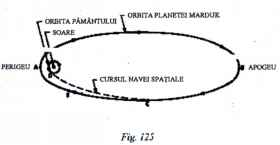 ORBITA PĂMÂNTULUI
ORBITA PLANETEI MARDUK
SOARE
PERIGEU
APOGEU
CURSUL NAVEI SPAȚIALE
Fig. 125